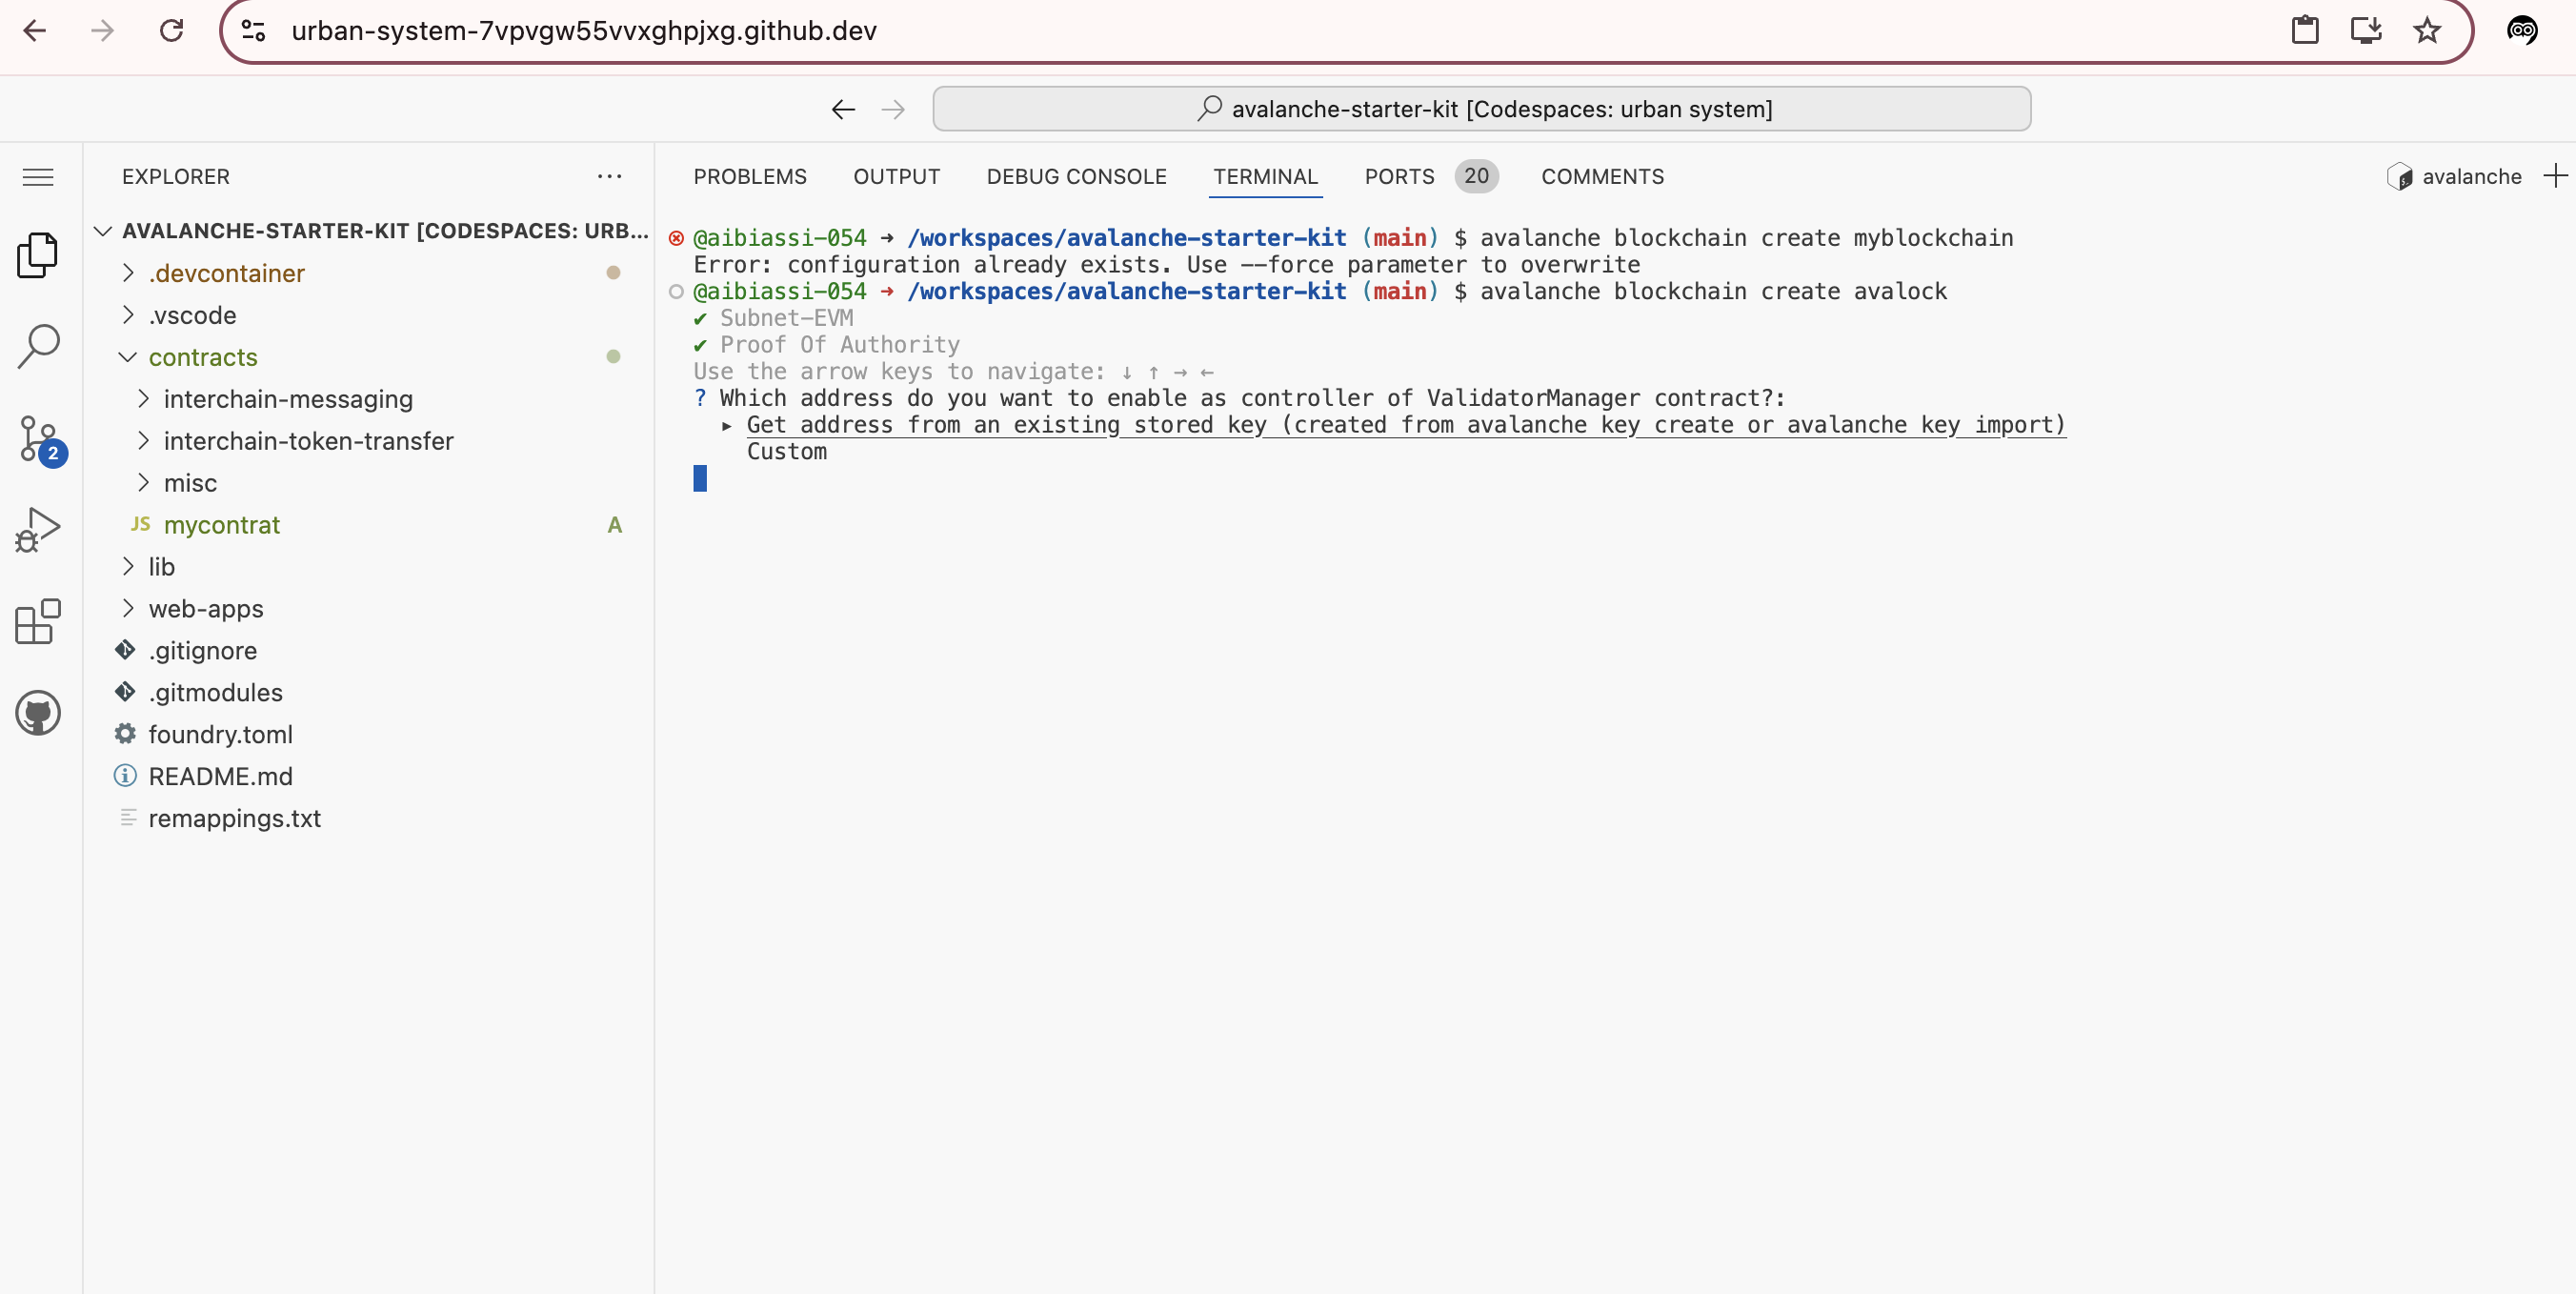 urban-system-7vpvgw55vvxghpjxg.github.dev
avalanche-starter-kit [Codespaces: urban system]
EXPLORER
AVALANCHE-STARTER-KIT [CODESPACES: URB...
.devcontainer
.vscode
contracts
interchain-messaging
interchain-token-transfer
misc
JS mycontrat A
lib
web-apps
.gitignore
.gitmodules
foundry.toml
README.md
remappings.txt
2
PROBLEMS OUTPUT DEBUG CONSOLE TERMINAL PORTS 20 COMMENTS
avalanche
@aibiassi-054 → /workspaces/avalanche-starter-kit (main) $ avalanche blockchain create myblockchain
Error: configuration already exists. Use --force parameter to overwrite
@aibiassi-054 → /workspaces/avalanche-starter-kit (main) $ avalanche blockchain create avalock
✔ Subnet-EVM
✔ Proof Of Authority
Use the arrow keys to navigate: ↓ ↑ → ←
? Which address do you want to enable as controller of ValidatorManager contract?:
▸ Get address from an existing stored key (created from avalanche key create or avalanche key import)
Custom